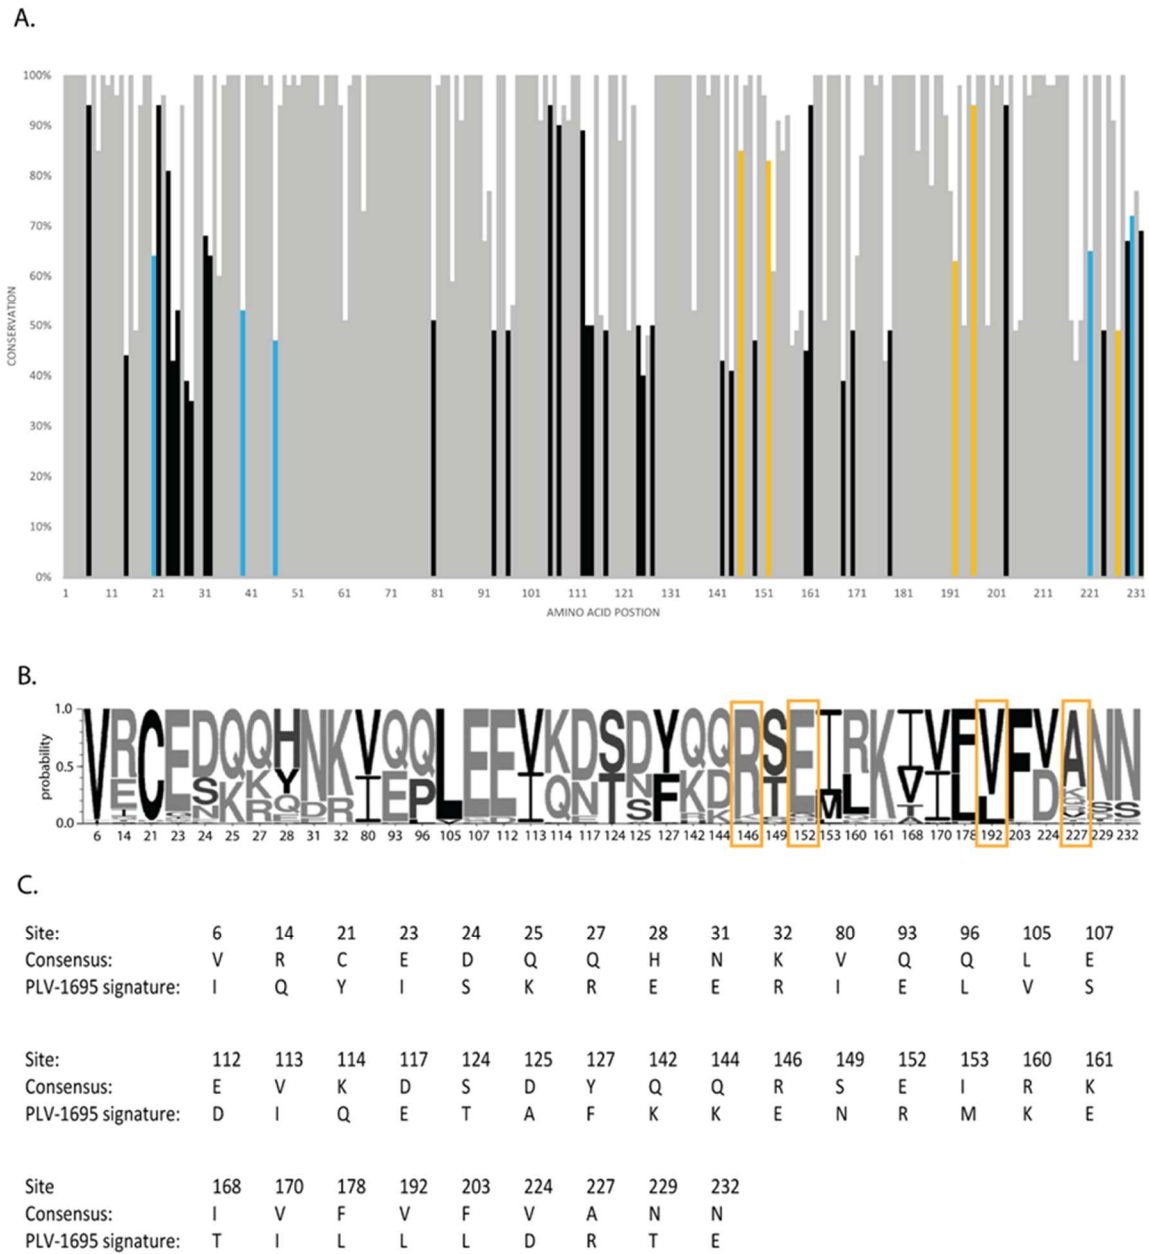 A.
100%
90%
80%
70%
60%
50%
40%
30%
20%
10%
0%
CONSERVATION
1 11 21 31 41 51 61 71 81 91 101 111 121 131 141 151 161 171 181 191 201 211 221 231
AMINO ACID POSTION
B.
1.0
0.5
0.0
probability
6 14 21 23 24 25 27 28 31 32 80 93 96 105 107 112 113 114 117 124 125 127 142 144 146 149 152 153 160 161 168 170 178 192 203 224 227 229 232
C.
Site: 6 14 21 23 24 25 27 28 31 32 80 93 96 105 107
Consensus: V R C E D Q Q H N K V Q Q L E
PLV-1695 signature: I Q Y I S K R E E R I E L V S
Site: 112 113 114 117 124 125 127 142 144 146 149 152 153 160 161
Consensus: E V K D S D Y Q Q R S E I R K
PLV-1695 signature: D I Q E T A F K K E N R M K E
Site 168 170 178 192 203 224 227 229 232
Consensus: I V F V F V A N N
PLV-1695 signature: T I L L L D R T E